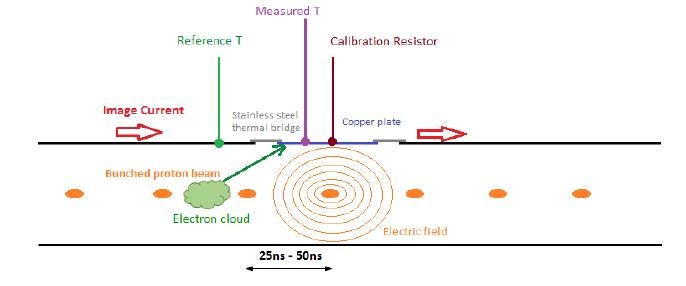 Measured T
Reference T
Calibration Resistor
Image Current
Stainless steel
thermal bridge
Copper plate
Bunched proton beam
Electron cloud
Electric field
25ns - 50ns